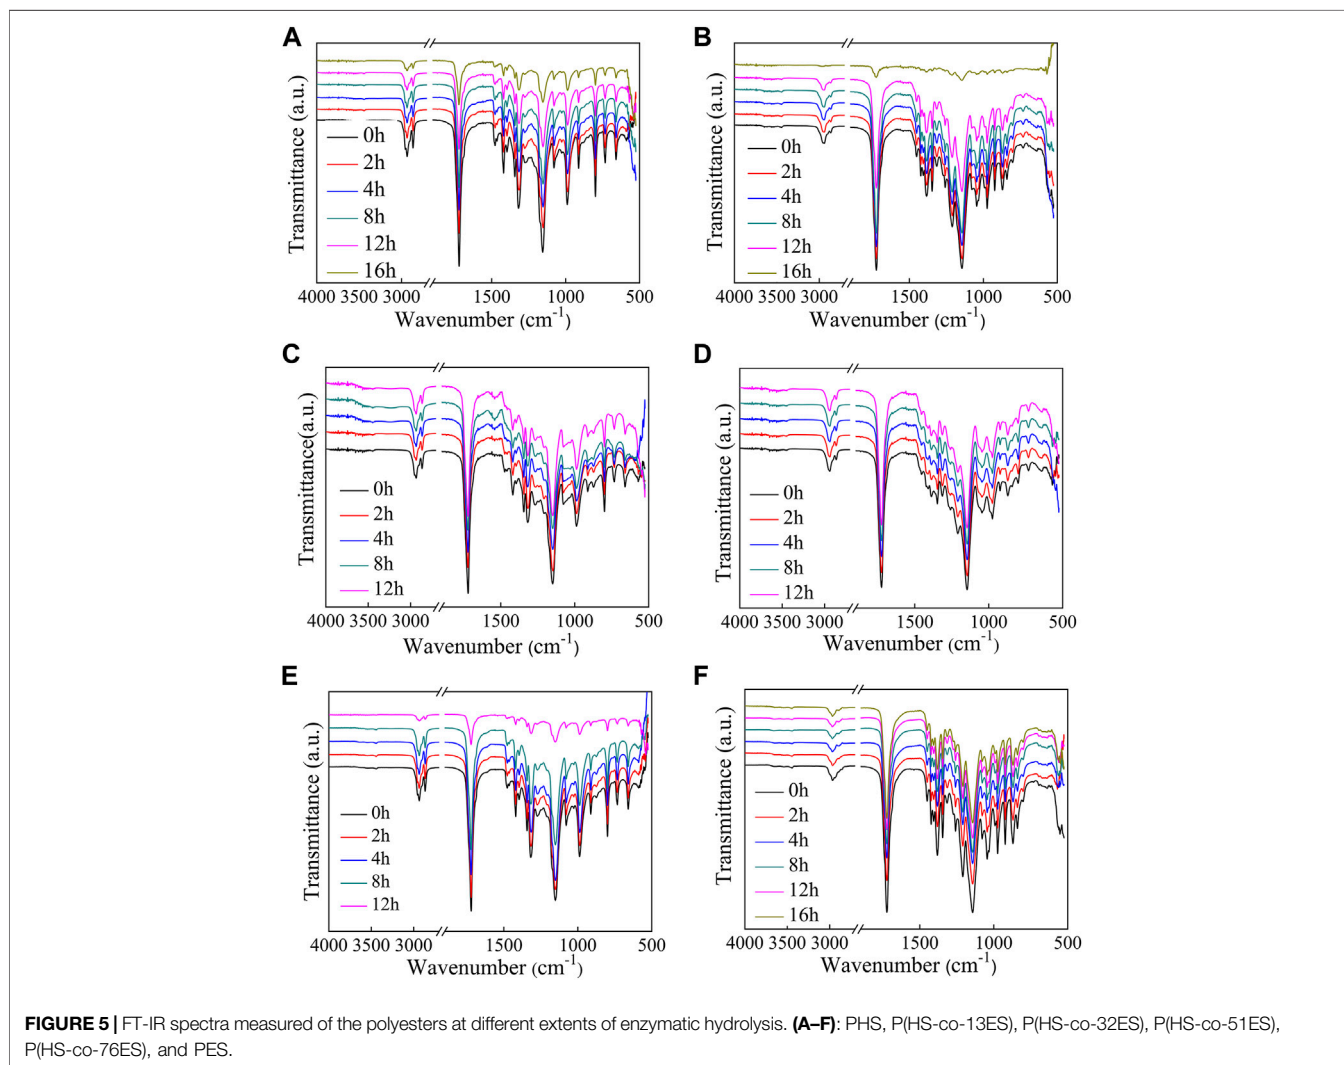 A
Transmittance (a.u.)
0h
2h
4h
8h
12h
16h
4000 3500 3000 1500 1000 500
Wavenumber (cm-1)
B
Transmittance (a.u.)
0h
2h
4h
8h
12h
16h
4000 3500 3000 1500 1000 500
Wavenumber (cm-1)
C
Transmittance(a.u.)
0h
2h
4h
8h
12h
4000 3500 3000 1500 1000 500
Wavenumber (cm-1)
D
Transmittance (a.u.)
0h
2h
4h
8h
12h
4000 3500 3000 1500 1000 500
Wavenumber (cm-1)
E
Transmittance (a.u.)
0h
2h
4h
8h
12h
4000 3500 3000 1500 1000 500
Wavenumber (cm-1)
F
Transmittance (a.u.)
0h
2h
4h
8h
12h
16h
4000 3500 3000 1500 1000 500
Wavenumber (cm-1)
FIGURE 5 | FT-IR spectra measured of the polyesters at different extents of enzymatic hydrolysis. (A–F): PHS, P(HS-co-13ES), P(HS-co-32ES), P(HS-co-51ES),
P(HS-co-76ES), and PES.